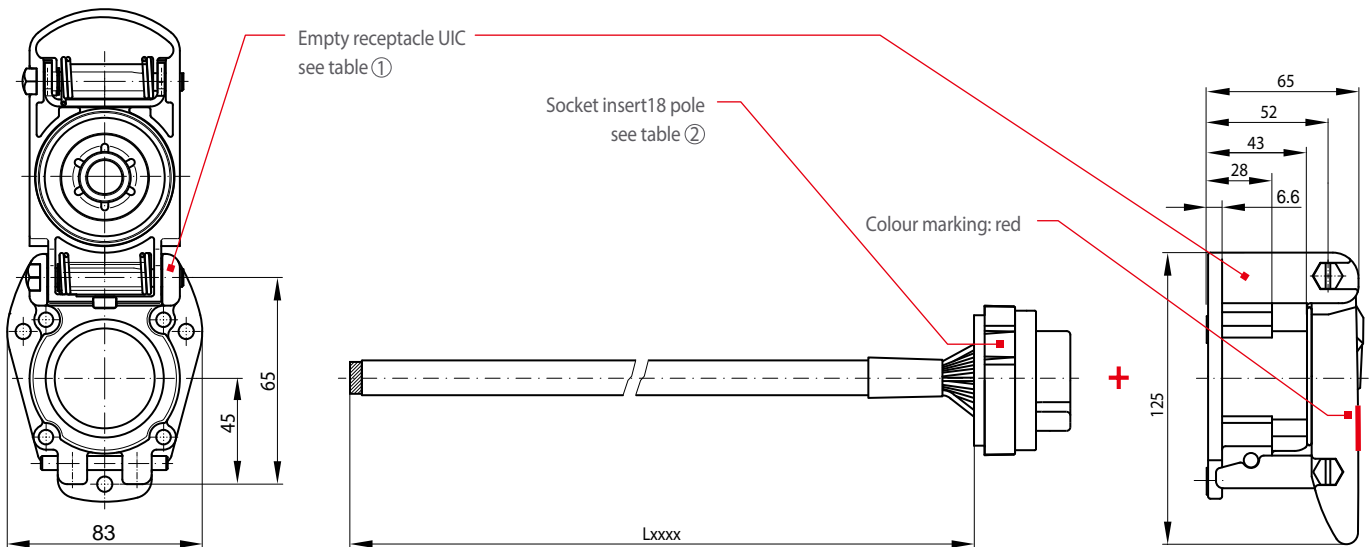 Empty receptacle UIC
see table ①
Socket insert18 pole
see table ②
Colour marking: red
65
52
43
28
6.6
125
65
45
83
Lxxxx
+